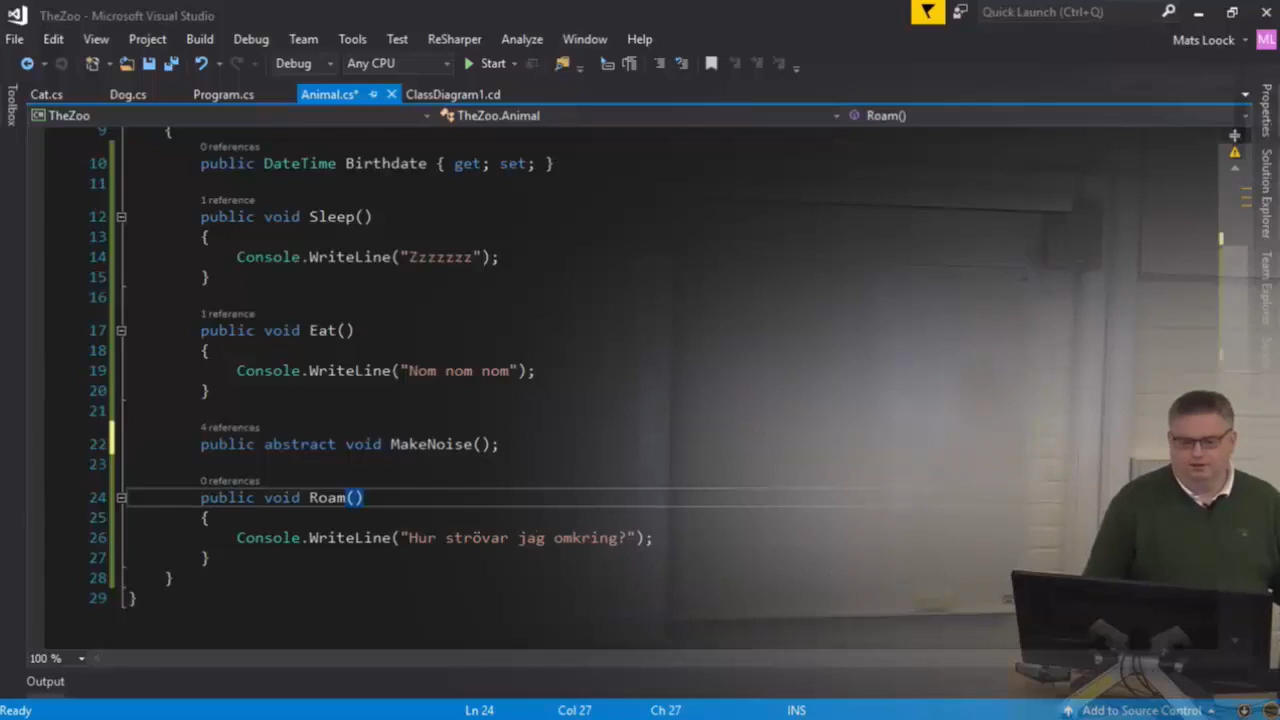 TheZoo - Microsoft Visual Studio
Quick Launch (Ctrl+Q)
File Edit View Project Build Debug Team Tools Test ReSharper Analyze Window Help
Mats Loock ML
Debug Any CPU Start
Toolbox
Cat.cs Dog.cs Program.cs Animal.cs* ClassDiagram1.cd
TheZoo TheZoo.Animal Roam()
9 {
0 references
10 public DateTime Birthdate { get; set; }
11
1 reference
12 public void Sleep()
13 {
14 Console.WriteLine("Zzzzzzz");
15 }
16
1 reference
17 public void Eat()
18 {
19 Console.WriteLine("Nom nom nom");
20 }
21
4 references
22 public abstract void MakeNoise();
23
0 references
24 public void Roam()
25 {
26 Console.WriteLine("Hur strövar jag omkring?");
27 }
28 }
29 }
Properties
Solution Explorer
Team Explorer
100 %
Output
Ready Ln 24 Col 27 Ch 27 INS Add to Source Control